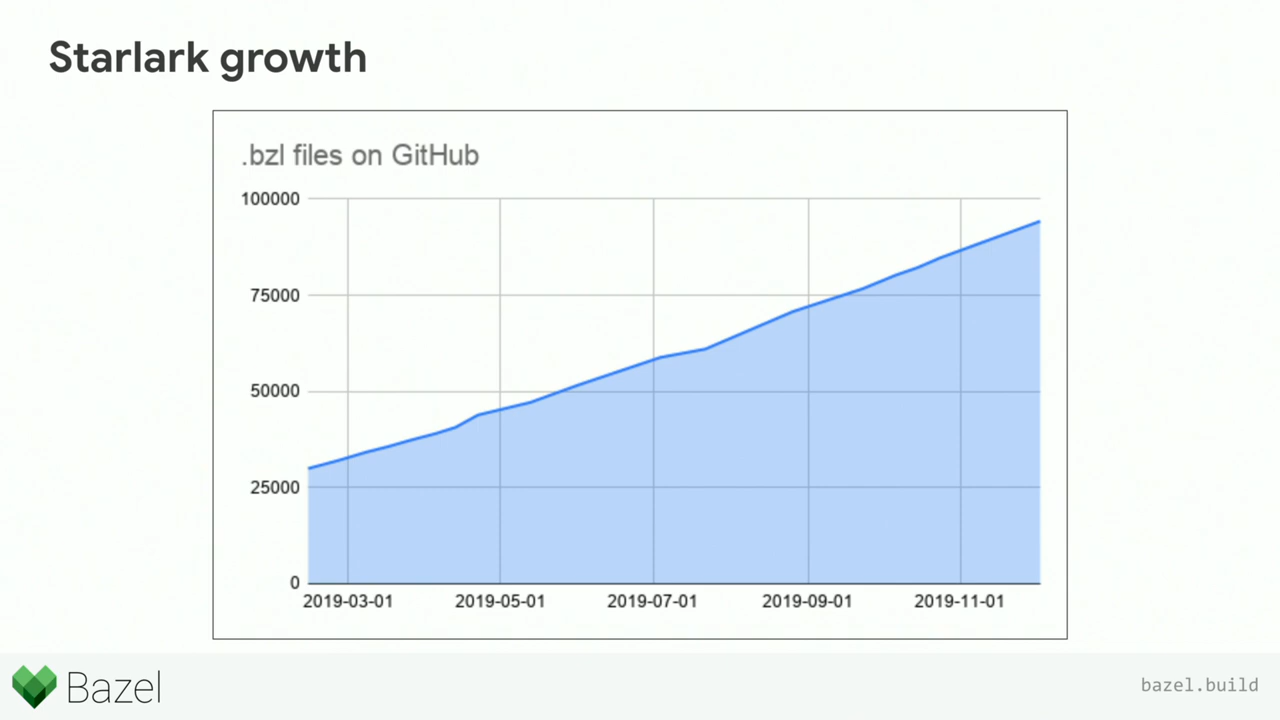 Starlark growth
.bzl files on GitHub
100000
75000
50000
25000
0
2019-03-01 2019-05-01 2019-07-01 2019-09-01 2019-11-01
Bazel
bazel.build